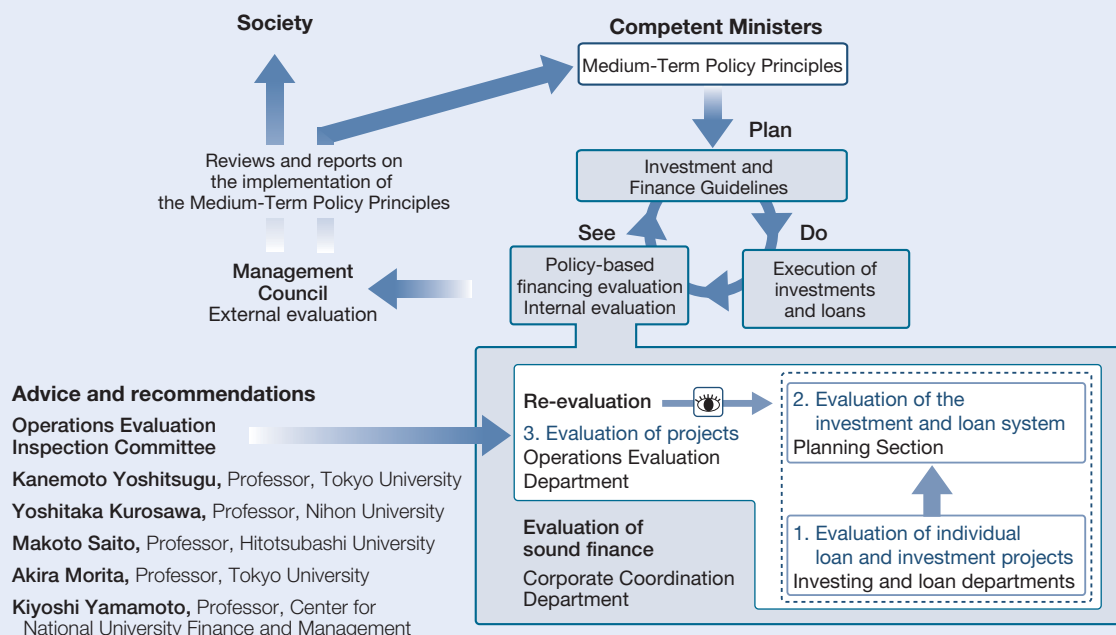 Society
Competent Ministers
Medium-Term Policy Principles
Plan
Reviews and reports on
the implementation of
the Medium-Term Policy Principles
Investment and
Finance Guidelines
See
Do
Policy-based
financing evaluation
Internal evaluation
Execution of
investments
and loans
Management
Council
External evaluation
Advice and recommendations
Operations Evaluation
Inspection Committee
Kanemoto Yoshitsugu, Professor, Tokyo University
Yoshitaka Kurosawa, Professor, Nihon University
Makoto Saito, Professor, Hitotsubashi University
Akira Morita, Professor, Tokyo University
Kiyoshi Yamamoto, Professor, Center for
National University Finance and Management
Re-evaluation
3. Evaluation of projects
Operations Evaluation
Department
2. Evaluation of the
investment and loan system
Planning Section
Evaluation of
sound finance
Corporate Coordination
Department
1. Evaluation of individual
loan and investment projects
Investing and loan departments